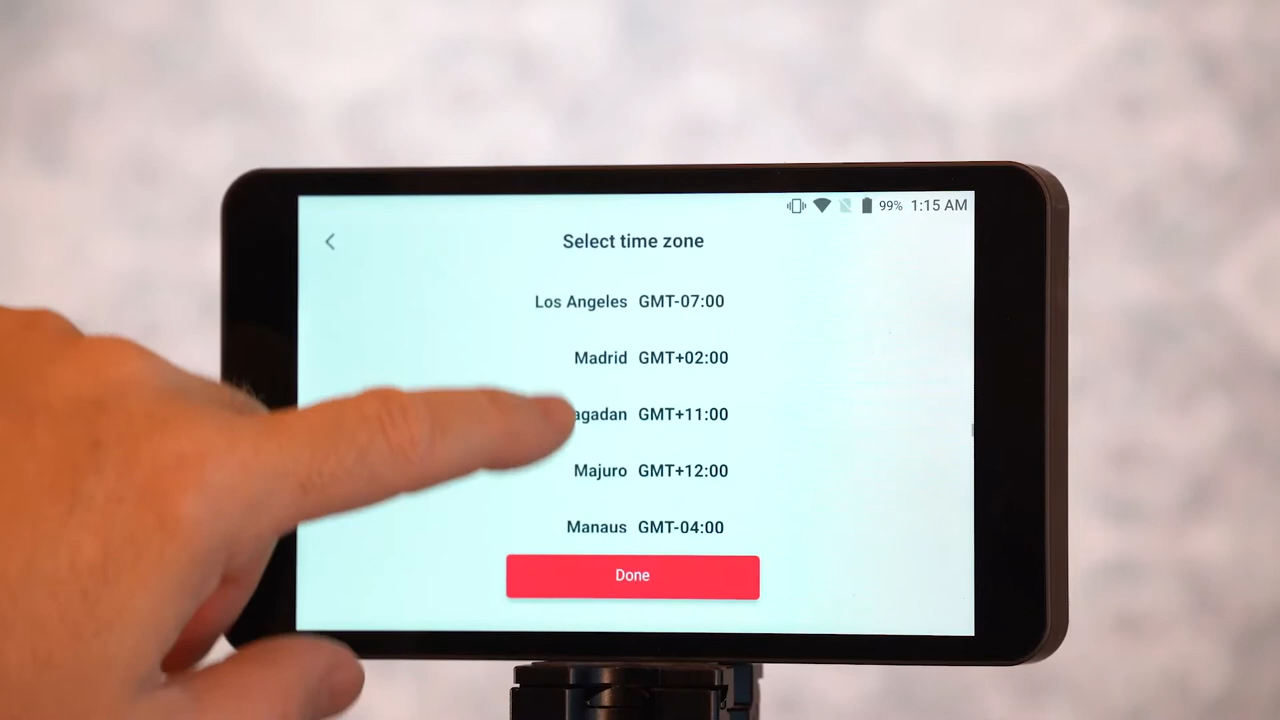 99% 1:15 AM
Select time zone
Los Angeles GMT-07:00
Madrid GMT+02:00
agadan GMT+11:00
Majuro GMT+12:00
Manaus GMT-04:00
Done